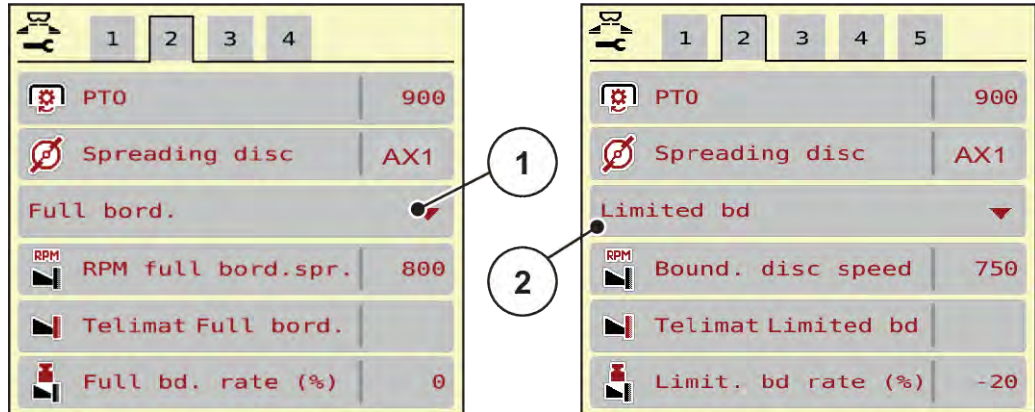 1 2 3 4
PTO 900
Spreading disc AX1
Full bord.
RPM RPM full bord.spr. 800
Telimat Full bord.
Full bd. rate (%) 0
1
2
1 2 3 4 5
PTO 900
Spreading disc AX1
Limited bd
RPM Bound. disc speed 750
Telimat Limited bd
Limit. bd rate (%) -20